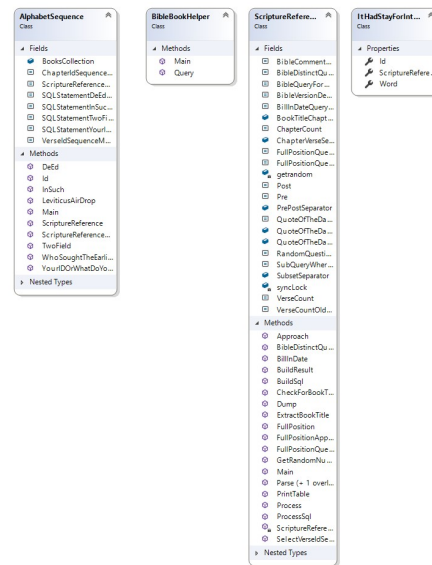 AlphabetSequence
Class
Fields
BooksCollection
ChapterIdSequence...
ScriptureReference...
SQLStatementDeEd...
SQLStatementInSuc...
SQLStatementTwoFi...
SQLStatementYourI...
VerseIdSequenceM...
Methods
DeEd
Id
InSuch
LeviticusAirDrop
Main
ScriptureReference
ScriptureReference...
TwoField
WhoSoughtTheEarli...
YourIDOrWhatDoYo...
Nested Types
BibleBookHelper
Class
Methods
Main
Query
ScriptureRefere...
Class
Fields
BibleComment...
BibleDistinctQu...
BibleQueryFor...
BibleVersionDe...
BillInDateQuery...
BookTitleChapt...
ChapterCount
ChapterVerseSe...
FullPositionQue...
FullPositionQue...
getrandom
Post
Pre
PrePostSeparator
QuoteOfTheDa...
QuoteOfTheDa...
QuoteOfTheDa...
RandomQuesti...
SubQueryWher...
SubsetSeparator
syncLock
VerseCount
VerseCountOld...
Methods
Approach
BibleDistinctQu...
BillInDate
BuildResult
BuildSql
CheckForBookT...
Dump
ExtractBookTitle
FullPosition
FullPositionApp...
FullPositionQue...
GetRandomNu...
Main
Parse (+ 1 overl...
PrintTable
Process
ProcessSql
ScriptureRefere...
SelectVerseIdSe...
Nested Types
ItHadStayForInt...
Class
Properties
Id
ScriptureRefere...
Word